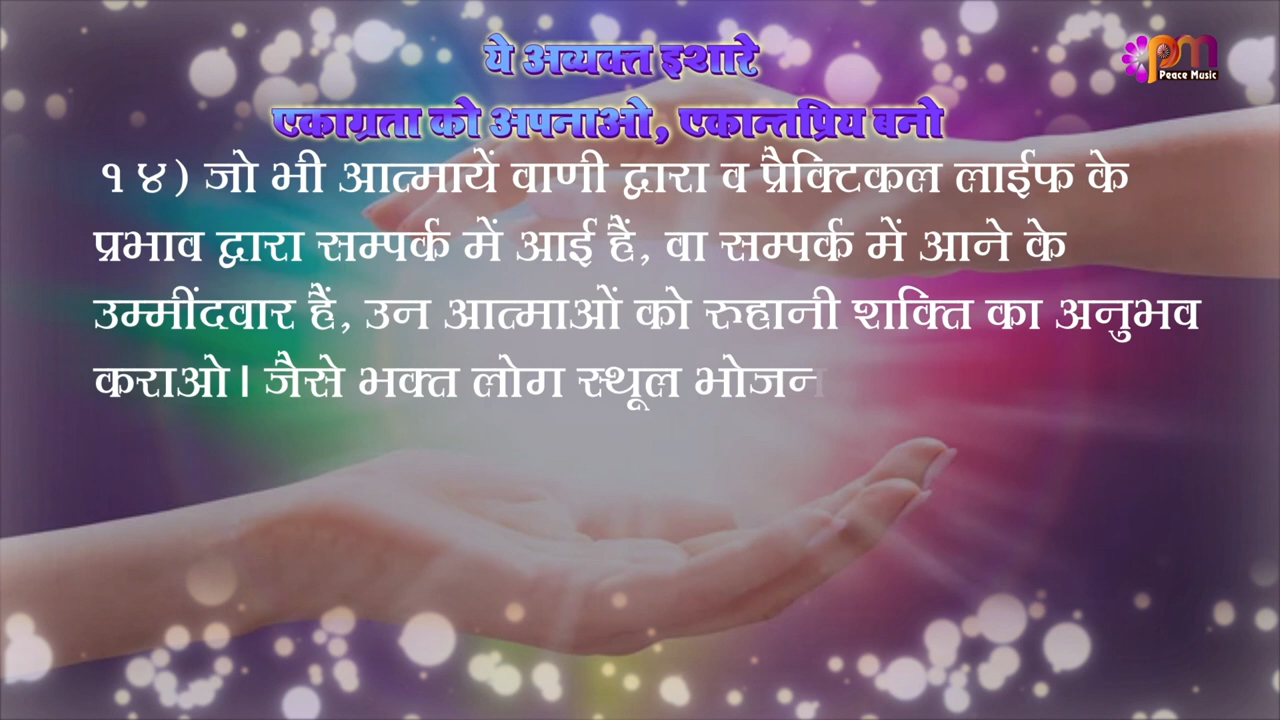 ये अव्यक्त इशारे
एकाग्रता को अपनाओ, एकान्तप्रिय बनो
pm
Peace Music
१४) जो भी आत्मायें वाणी द्वारा व प्रैक्टिकल लाईफ के
प्रभाव द्वारा सम्पर्क में आई हैं, वा सम्पर्क में आने के
उम्मींदवार हैं, उन आत्माओं को रुहानी शक्ति का अनुभव
कराओ। जैसे भक्त लोग स्थूल भोजन